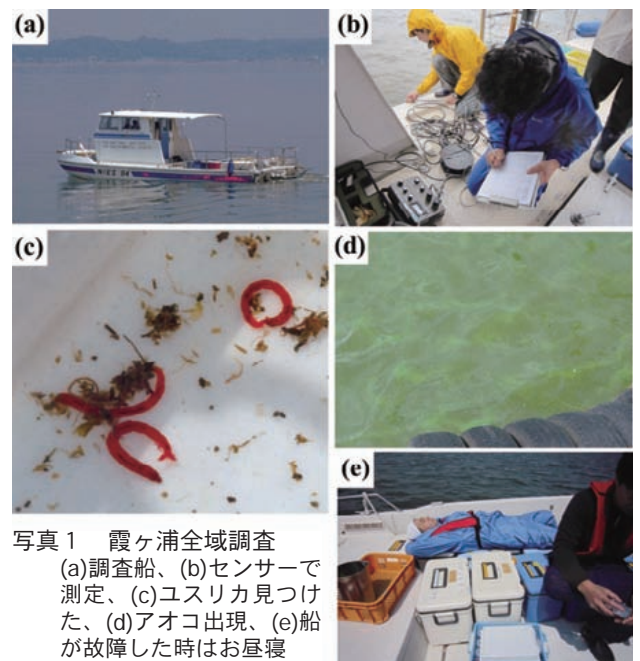 (a)
(b)
(c)
(d)
(e)
写真1 霞ヶ浦全域調査
(a)調査船、(b)センサーで
測定、(c)ユスリカ見つけ
た、(d)アオコ出現、(e)船
が故障した時はお昼寝